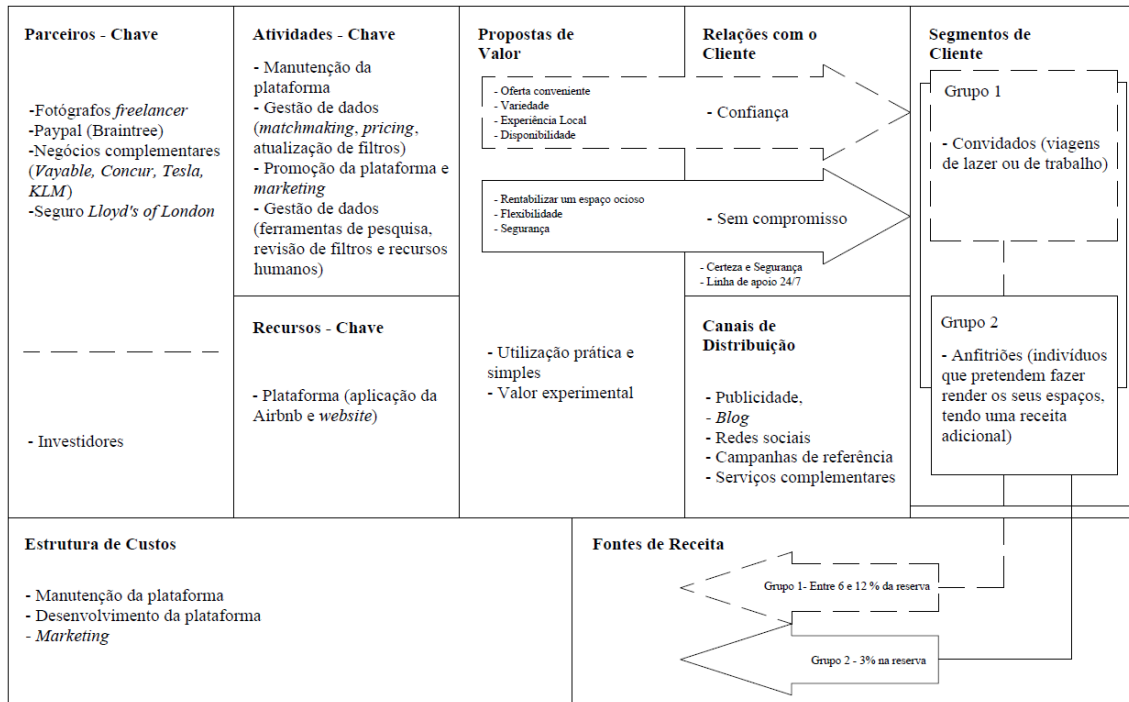 Parceiros - Chave
-Fotógrafos freelancer
-Paypal (Braintree)
-Negócios complementares
(Vayable, Concur, Tesla,
KLM)
-Seguro Lloyd's of London
- Investidores
Atividades - Chave
- Manutenção da
plataforma
- Gestão de dados
(matchmaking, pricing,
atualização de filtros)
- Promoção da plataforma e
marketing
- Gestão de dados
(ferramentas de pesquisa,
revisão de filtros e recursos
humanos)
Recursos - Chave
- Plataforma (aplicação da
Airbnb e website)
Propostas de
Valor
- Oferta conveniente
- Variedade
- Experiência Local
- Disponibilidade
- Rentabilizar um espaço ocioso
- Flexibilidade
- Segurança
- Utilização prática e
simples
- Valor experimental
Relações com o
Cliente
- Confiança
- Sem compromisso
- Certeza e Segurança
- Linha de apoio 24/7
Canais de
Distribuição
- Publicidade,
- Blog
- Redes sociais
- Campanhas de referência
- Serviços complementares
Segmentos de
Cliente
Grupo 1
- Convidados (viagens
de lazer ou de trabalho)
Grupo 2
- Anfitriões (indivíduos
que pretendem fazer
render os seus espaços,
tendo uma receita
adicional)
Estrutura de Custos
- Manutenção da plataforma
- Desenvolvimento da plataforma
- Marketing
Fontes de Receita
Grupo 1- Entre 6 e 12 % da reserva
Grupo 2 - 3% na reserva